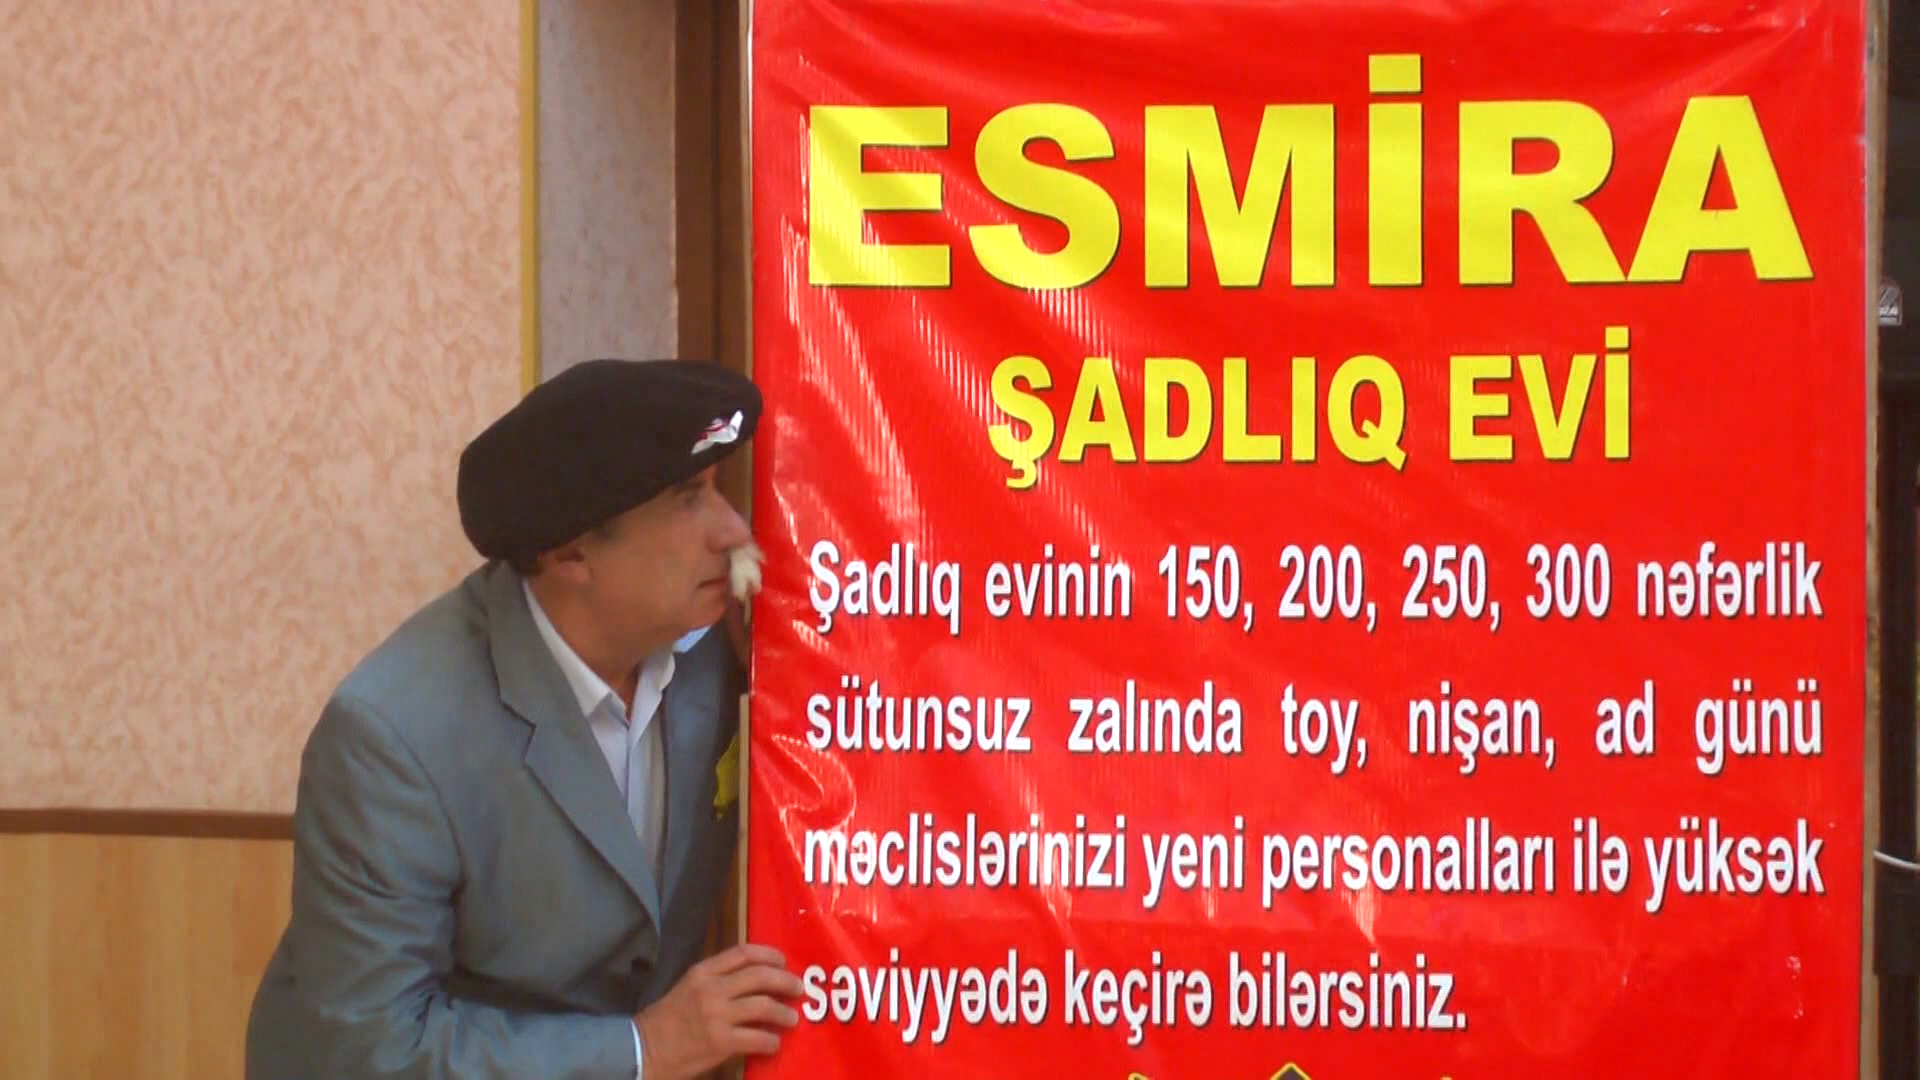 ESMİRA
ŞADLIQ EVİ
Şadlıq evinin 150, 200, 250, 300 nəfərlik
sütunsuz zalında toy, nişan, ad günü
məclislərinizi yeni personalları ilə yüksək
səviyyədə keçirə bilərsiniz.